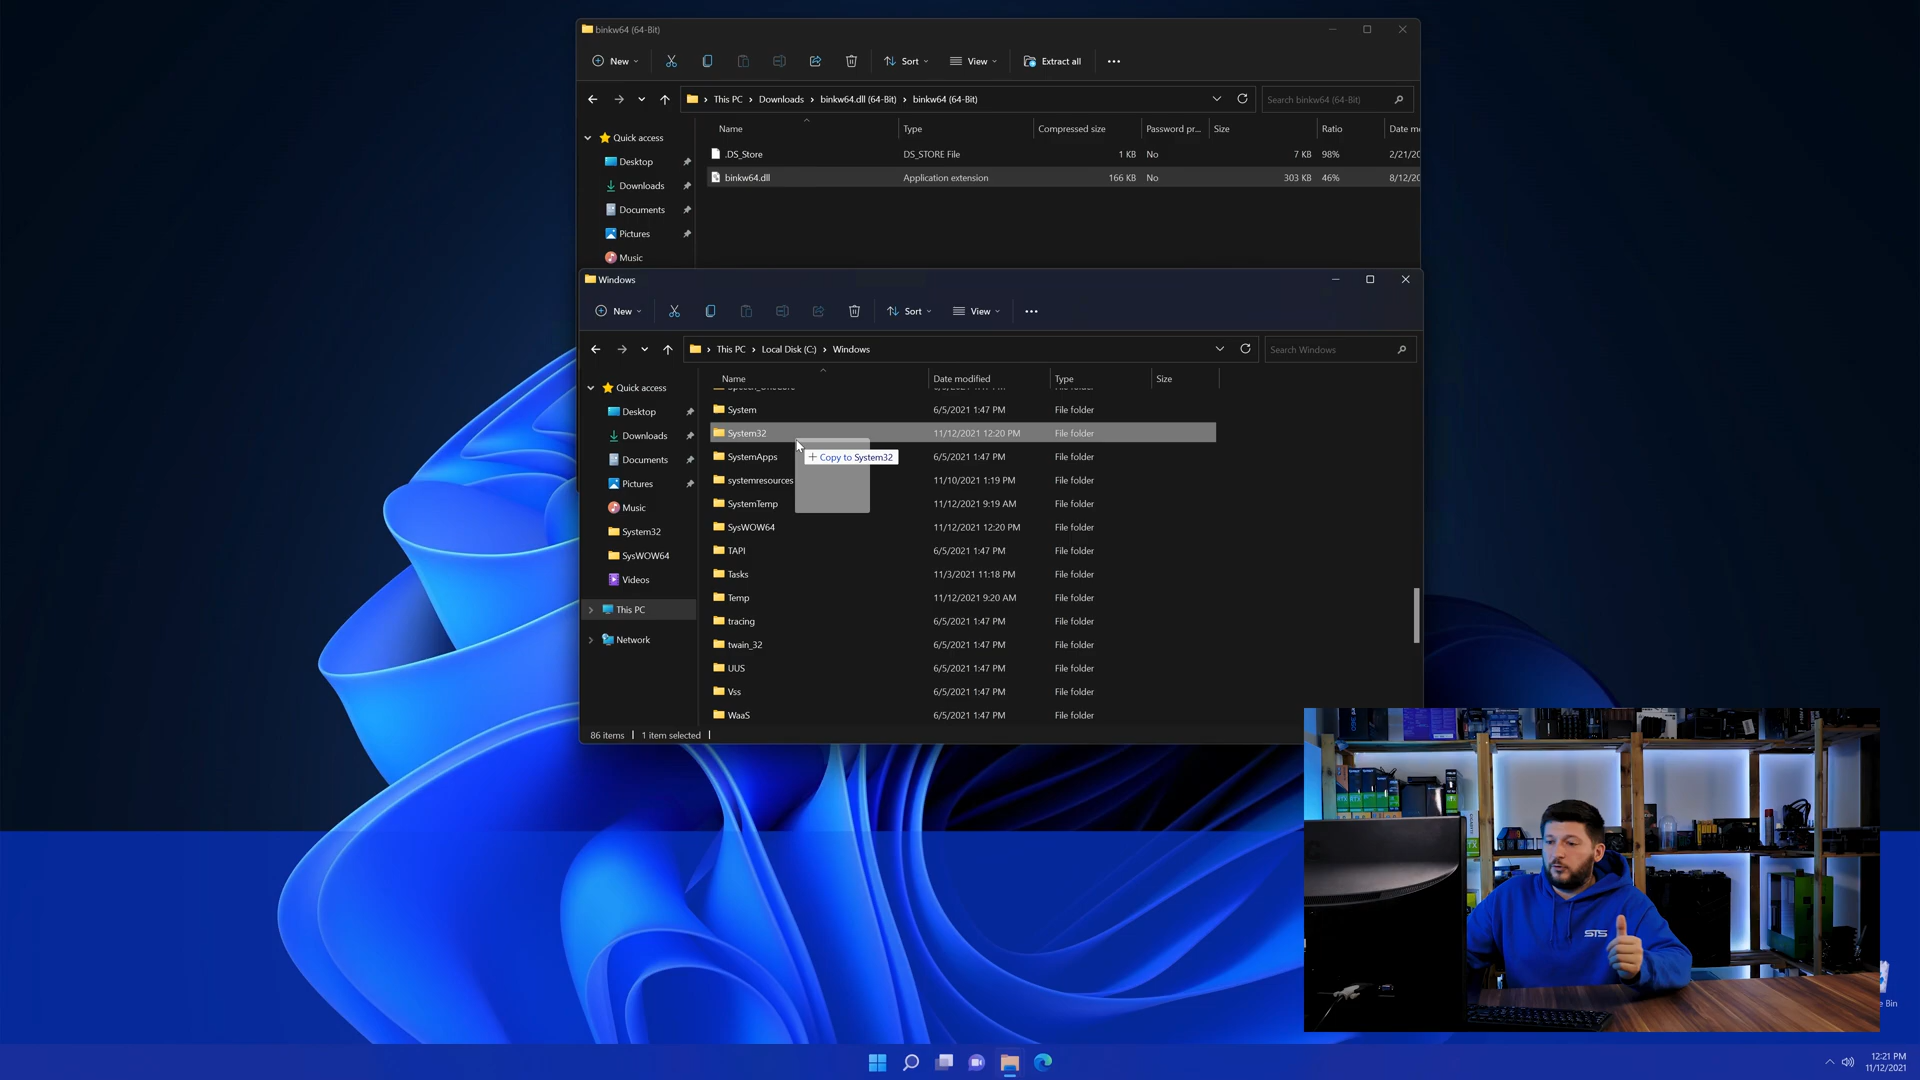 binkw64 (64-Bit)
New
Sort
View
Extract all
This PC
Downloads
binkw64.dll (64-Bit)
binkw64 (64-Bit)
Search binkw64 (64-Bit)
Name
Type
Compressed size
Password pr...
Size
Ratio
Date m
Quick access
Desktop
Downloads
Documents
Pictures
Music
.DS_Store
DS_STORE File
1 KB
No
7 KB
98%
2/21/20
binkw64.dll
Application extension
166 KB
No
303 KB
46%
8/12/20
Windows
New
Sort
View
This PC
Local Disk (C:)
Windows
Search Windows
Name
Date modified
Type
Size
Quick access
Desktop
Downloads
Documents
Pictures
Music
System32
SysWOW64
Videos
This PC
Network
System 6/5/2021 1:47 PM File folder
System32 11/12/2021 12:20 PM File folder
Copy to System32
SystemApps 6/5/2021 1:47 PM File folder
systemresources 11/10/2021 1:19 PM File folder
SystemTemp 11/12/2021 9:19 AM File folder
SysWOW64 11/12/2021 12:20 PM File folder
TAPI 6/5/2021 1:47 PM File folder
Tasks 11/3/2021 11:18 PM File folder
Temp 11/12/2021 9:20 AM File folder
tracing 6/5/2021 1:47 PM File folder
twain_32 6/5/2021 1:47 PM File folder
UUS 6/5/2021 1:47 PM File folder
Vss 6/5/2021 1:47 PM File folder
WaaS 6/5/2021 1:47 PM File folder
86 items
1 item selected
STS
Bin
12:21 PM
11/12/2021